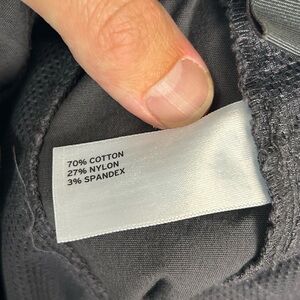 70% COTTON
27% NYLON
3% SPANDEX